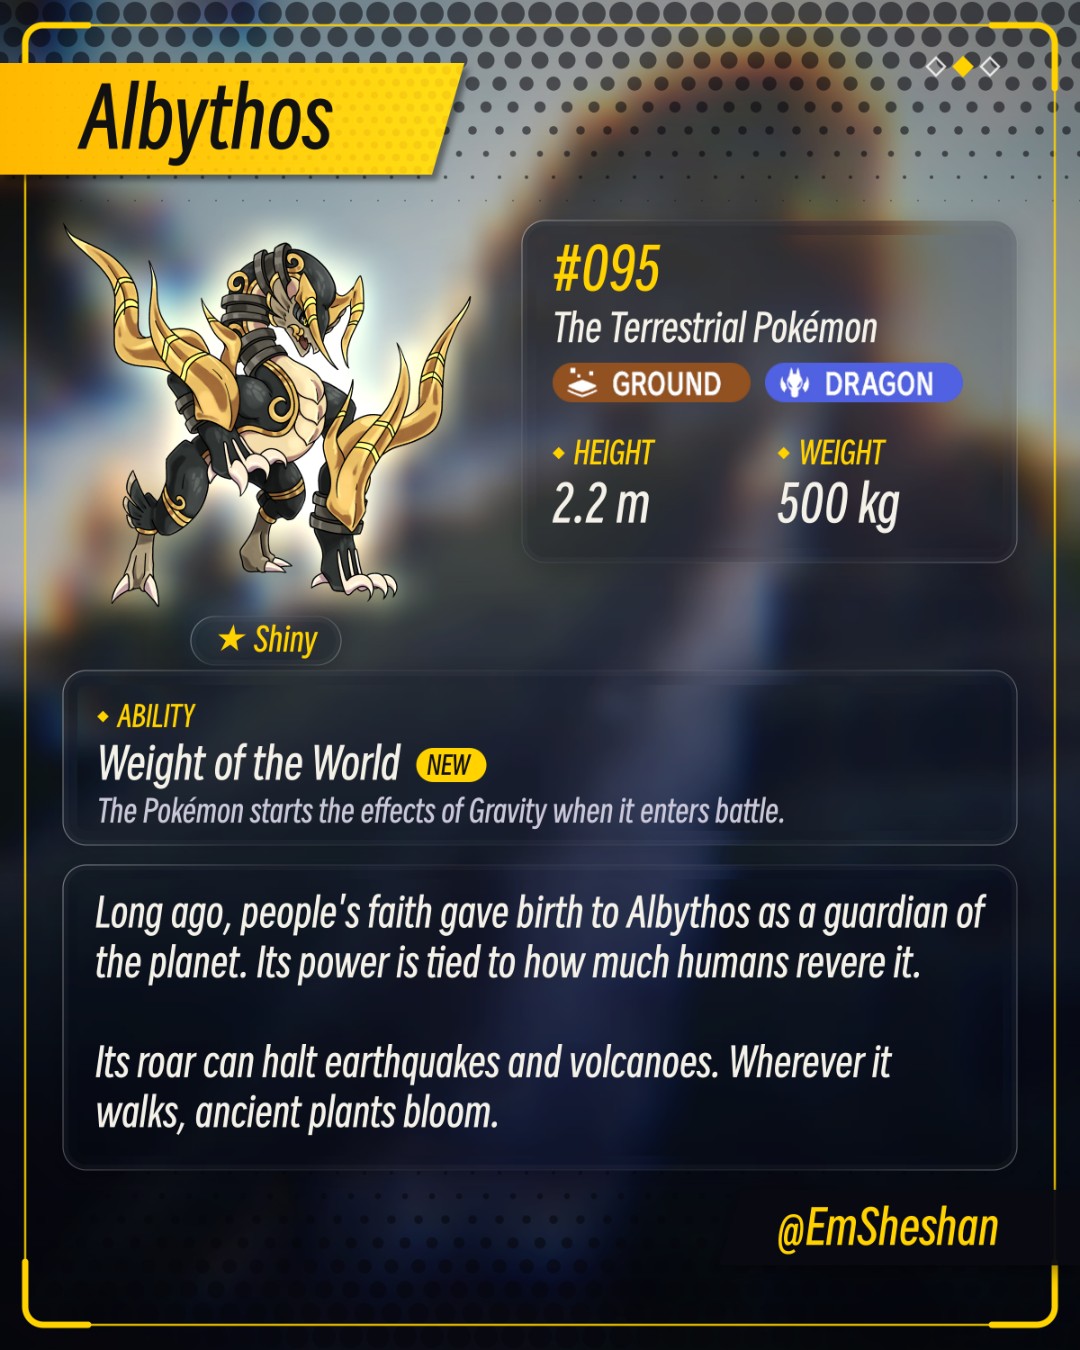 Albythos
#095
The Terrestrial Pokémon
GROUND DRAGON
HEIGHT WEIGHT
2.2 m 500 kg
Shiny
ABILITY
Weight of the World NEW
The Pokémon starts the effects of Gravity when it enters battle.
Long ago, people's faith gave birth to Albythos as a guardian of
the planet. Its power is tied to how much humans revere it.
Its roar can halt earthquakes and volcanoes. Wherever it
walks, ancient plants bloom.
@EmSheshan